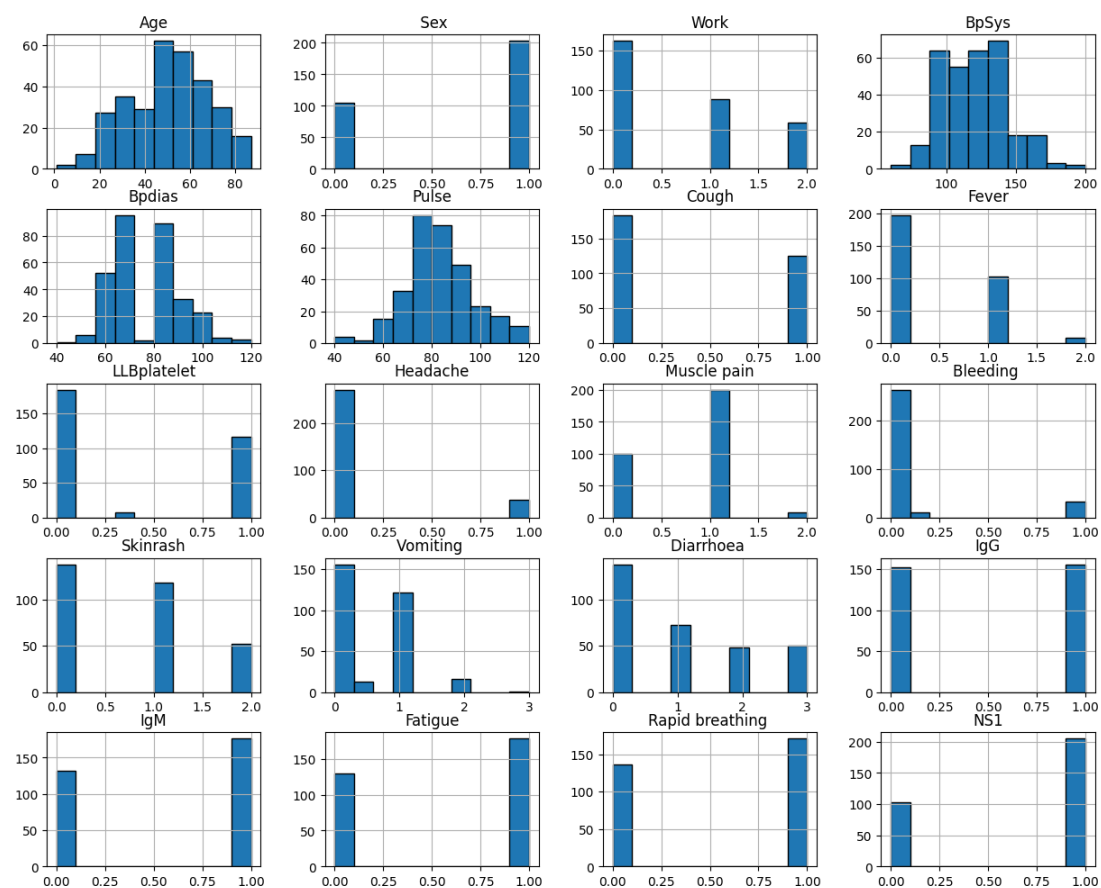 Age Sex Work BpSys
60 40 20 0
200 150 100 50 0
150 100 50 0
60 40 20 0
0 20 40 60 80
0.00 0.25 0.50 0.75 1.00
0.0 0.5 1.0 1.5 2.0
100 150 200
Bpdias Pulse Cough Fever
80 60 40 20 0
80 60 40 20 0
150 100 50 0
200 150 100 50 0
40 60 80 100 120
40 60 80 100 120
0.00 0.25 0.50 0.75 1.00
0.0 0.5 1.0 1.5 2.0
LLBplatelet Headache Muscle pain Bleeding
150 100 50 0
200 100 0
200 150 100 50 0
200 100 0
0.00 0.25 0.50 0.75 1.00
0.00 0.25 0.50 0.75 1.00
0.0 0.5 1.0 1.5 2.0
0.00 0.25 0.50 0.75 1.00
Skinrash Vomiting Diarrhoea IgG
100 50 0
150 100 50 0
100 50 0
150 100 50 0
0.0 0.5 1.0 1.5 2.0
0 1 2 3
0 1 2 3
0.00 0.25 0.50 0.75 1.00
IgM Fatigue Rapid breathing NS1
150 100 50 0
150 100 50 0
150 100 50 0
200 150 100 50 0
0.00 0.25 0.50 0.75 1.00
0.00 0.25 0.50 0.75 1.00
0.00 0.25 0.50 0.75 1.00
0.00 0.25 0.50 0.75 1.00